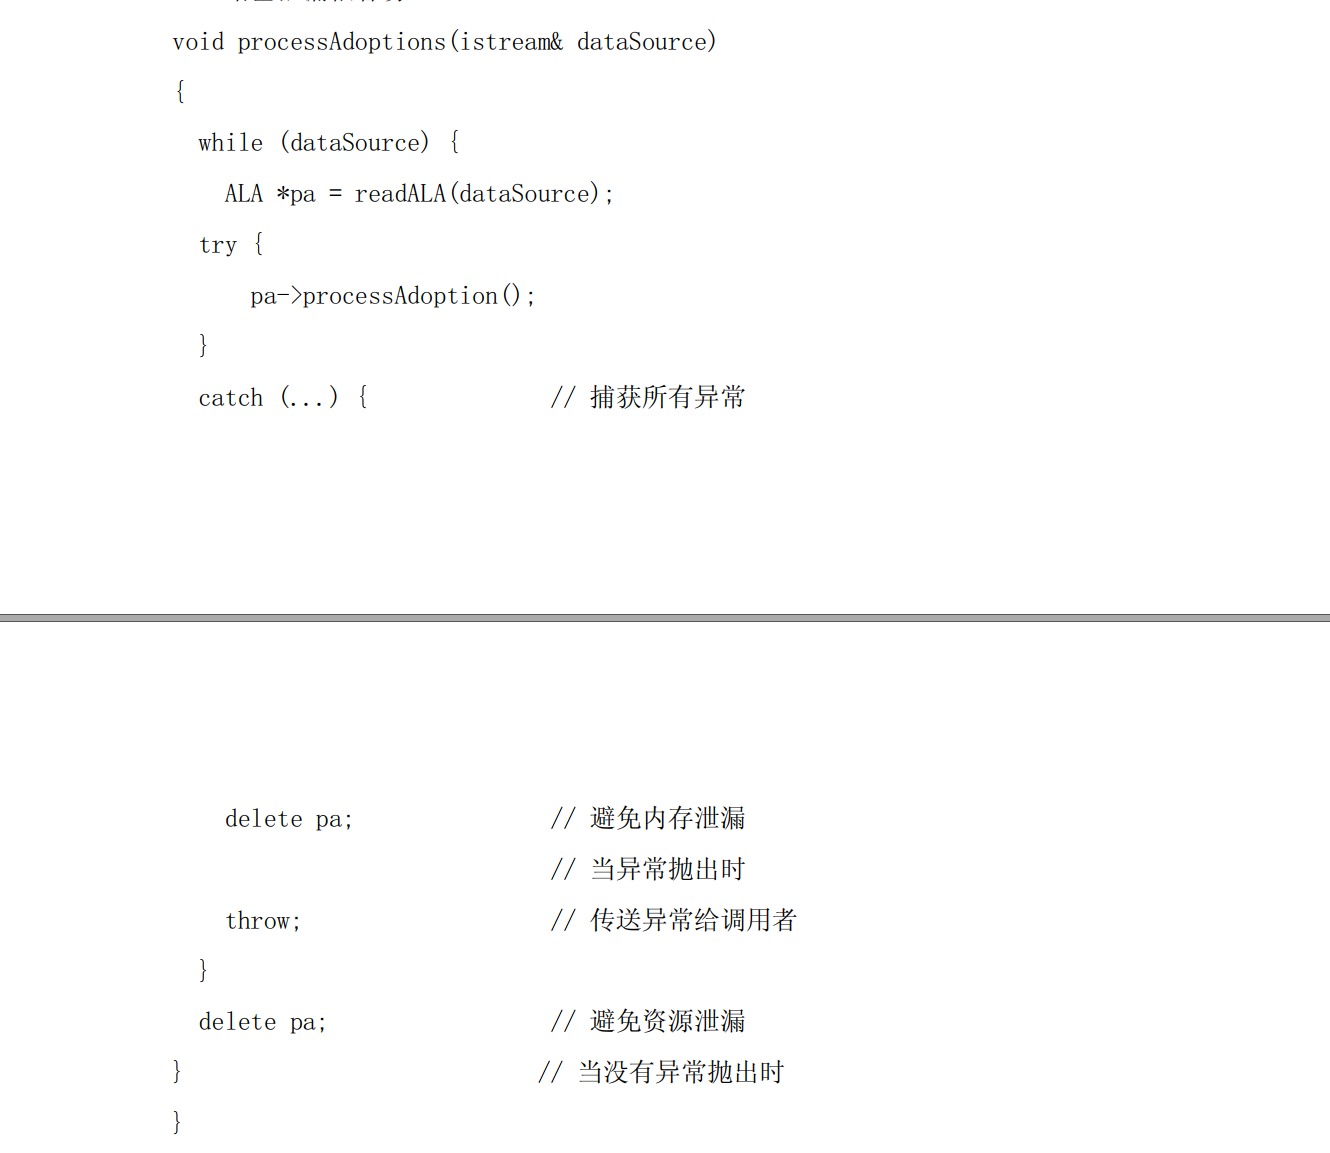 void processAdoptions(istream& dataSource)
{
while (dataSource) {
ALA *pa = readALA(dataSource);
try {
pa->processAdoption();
}
catch (...) { // 捕获所有异常
delete pa; // 避免内存泄漏
// 当异常抛出时
throw; // 传送异常给调用者
}
delete pa; // 避免资源泄漏
} // 当没有异常抛出时
}